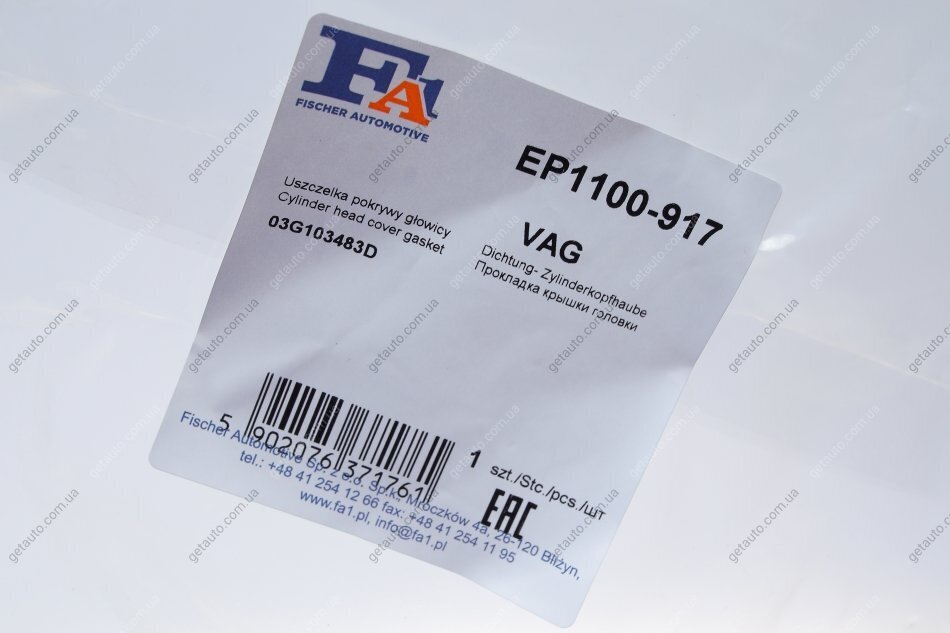 FA1
FISCHER AUTOMOTIVE
EP1100-917
Uszczelka pokrywy głowicy
Cylinder head cover gasket
03G103483D
VAG
Dichtung- Zylinderkopfhaube
Прокладка крышки головки
5 902076 371761
1 szt./Stc./pcs./шт
EAC
Fischer Automotive Sp. z o.o. Sp.k., Mroczków 4a, 26-120 Bliżyn,
tel.: +48 41 254 12 66 fax: +48 41 254 11 95
www.fa1.pl, info@fa1.pl
getauto.com.ua